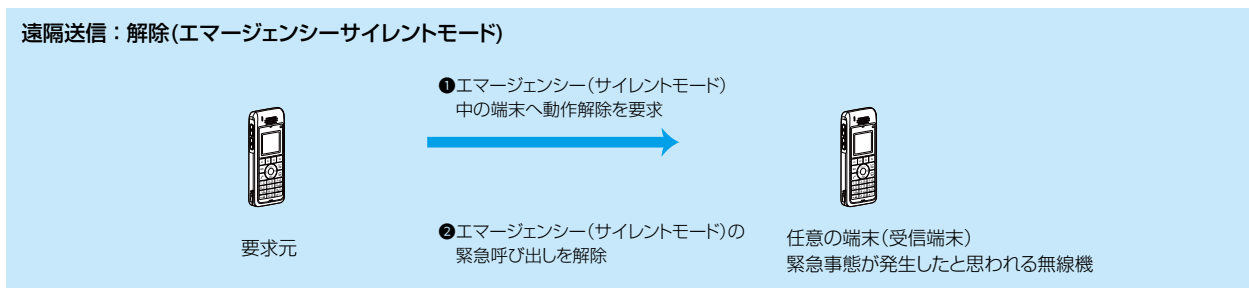 遠隔送信：解除(エマージェンシーサイレントモード)
❶エマージェンシー（サイレントモード）
中の端末へ動作解除を要求
要求元
❷エマージェンシー（サイレントモード）の
緊急呼び出しを解除
任意の端末（受信端末）
緊急事態が発生したと思われる無線機